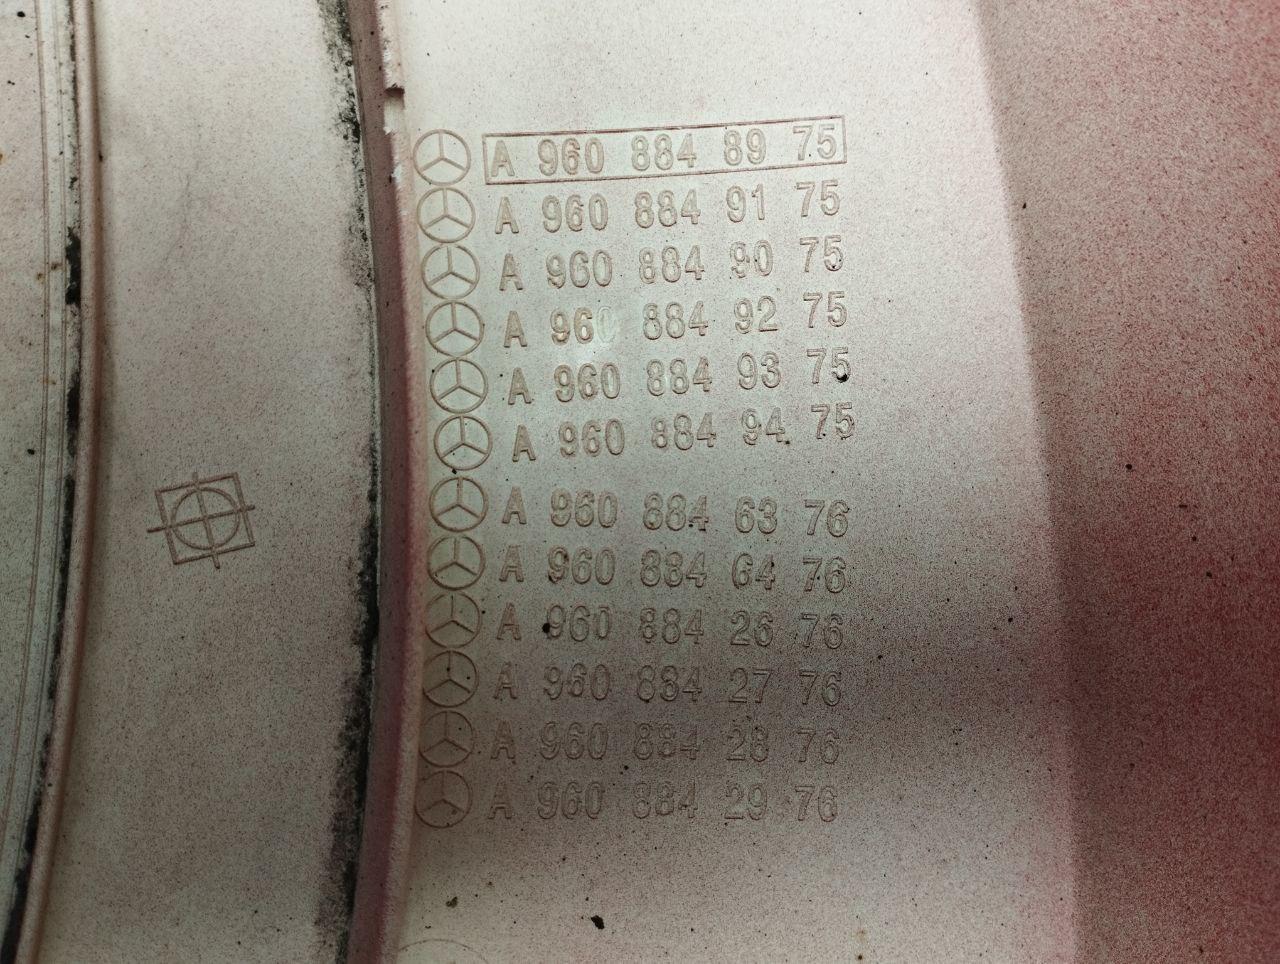 A 960 884 89 75
A 960 884 91 75
A 960 884 90 75
A 960 884 92 75
A 960 884 93 75
A 960 884 94 75
A 960 884 63 76
A 960 884 64 76
A 960 884 26 76
A 960 884 27 76
A 960 884 28 76
A 960 884 29 76